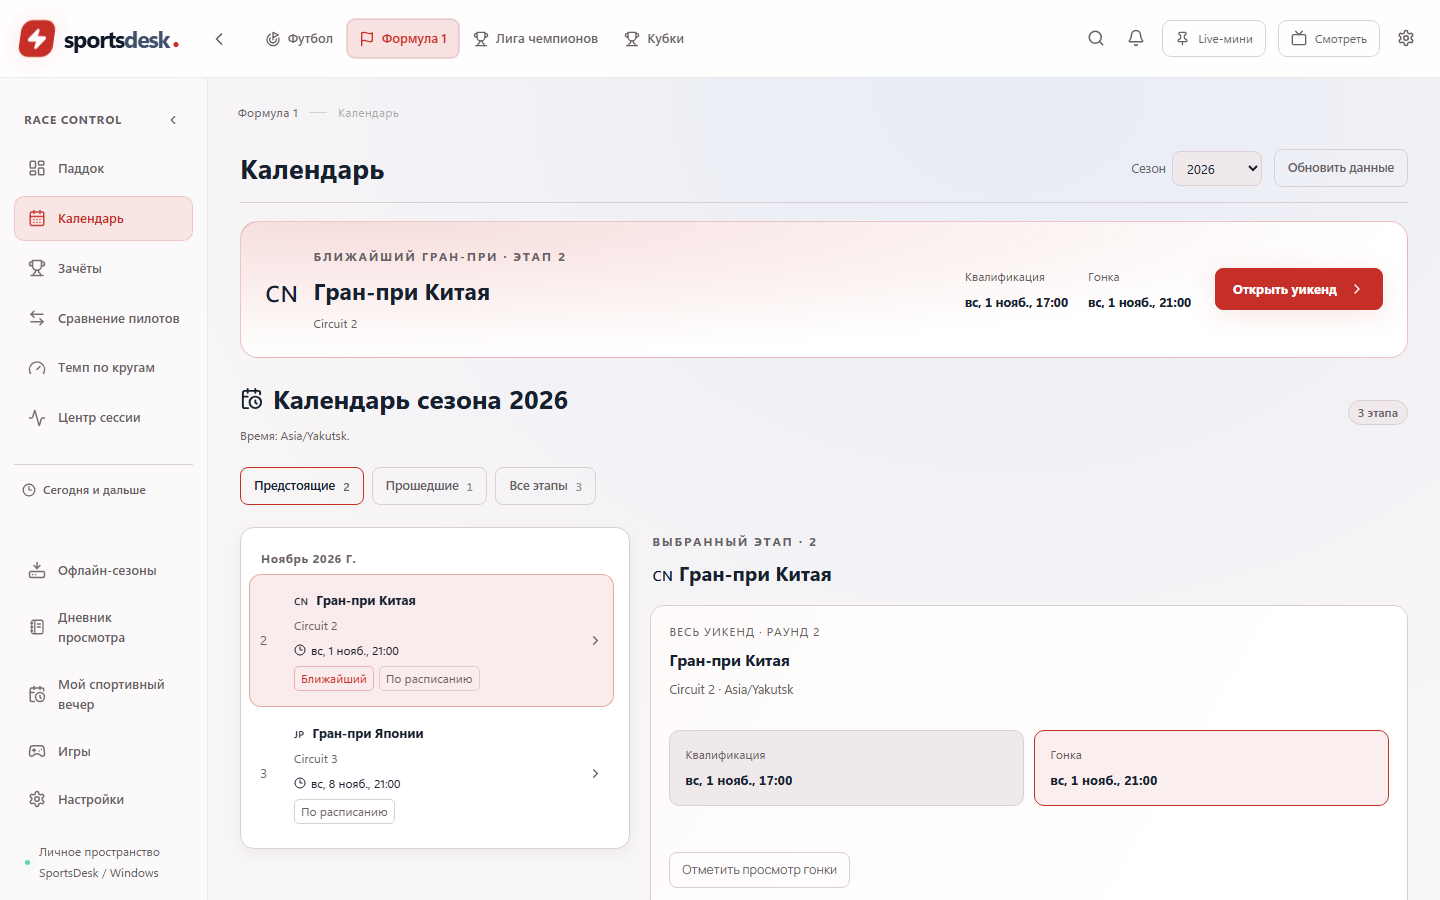 sportsdesk.
Футбол
Формула 1
Лига чемпионов
Кубки
Live-мини
Смотреть
RACE CONTROL
Паддок
Календарь
Зачёты
Сравнение пилотов
Темп по кругам
Центр сессии
Сегодня и дальше
Офлайн-сезоны
Дневник
просмотра
Мой спортивный
вечер
Игры
Настройки
Личное пространство
SportsDesk / Windows
Формула 1
Календарь
Календарь
Сезон
2026
Обновить данные
БЛИЖАЙШИЙ ГРАН-ПРИ · ЭТАП 2
CN
Гран-при Китая
Circuit 2
Квалификация
вс, 1 нояб., 17:00
Гонка
вс, 1 нояб., 21:00
Открыть уикенд
Календарь сезона 2026
Время: Asia/Yakutsk.
3 этапа
Предстоящие 2
Прошедшие 1
Все этапы 3
Ноябрь 2026 Г.
2
CN Гран-при Китая
Circuit 2
вс, 1 нояб., 21:00
Ближайший
По расписанию
3
JP Гран-при Японии
Circuit 3
вс, 8 нояб., 21:00
По расписанию
ВЫБРАННЫЙ ЭТАП · 2
CN Гран-при Китая
ВЕСЬ УИКЕНД · РАУНД 2
Гран-при Китая
Circuit 2 · Asia/Yakutsk
Квалификация
вс, 1 нояб., 17:00
Гонка
вс, 1 нояб., 21:00
Отметить просмотр гонки